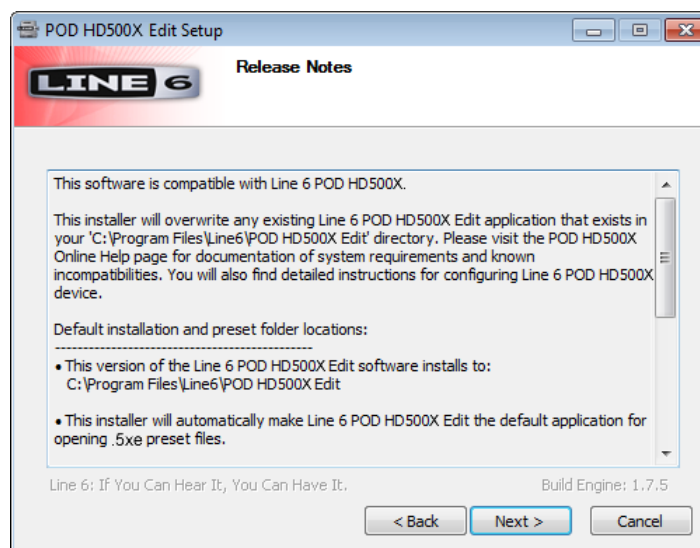 POD HD500X Edit Setup
LINE 6
Release Notes
This software is compatible with Line 6 POD HD500X.
This installer will overwrite any existing Line 6 POD HD500X Edit application that exists in
your 'C:\Program Files\Line6\POD HD500X Edit' directory. Please visit the POD HD500X
Online Help page for documentation of system requirements and known
incompatibilities. You will also find detailed instructions for configuring Line 6 POD HD500X
device.
Default installation and preset folder locations:
----------------------------------------------
• This version of the Line 6 POD HD500X Edit software installs to:
C:\Program Files\Line6\POD HD500X Edit
• This installer will automatically make Line 6 POD HD500X Edit the default application for
opening .5xe preset files.
Line 6: If You Can Hear It, You Can Have It.
Build Engine: 1.7.5
< Back
Next >
Cancel